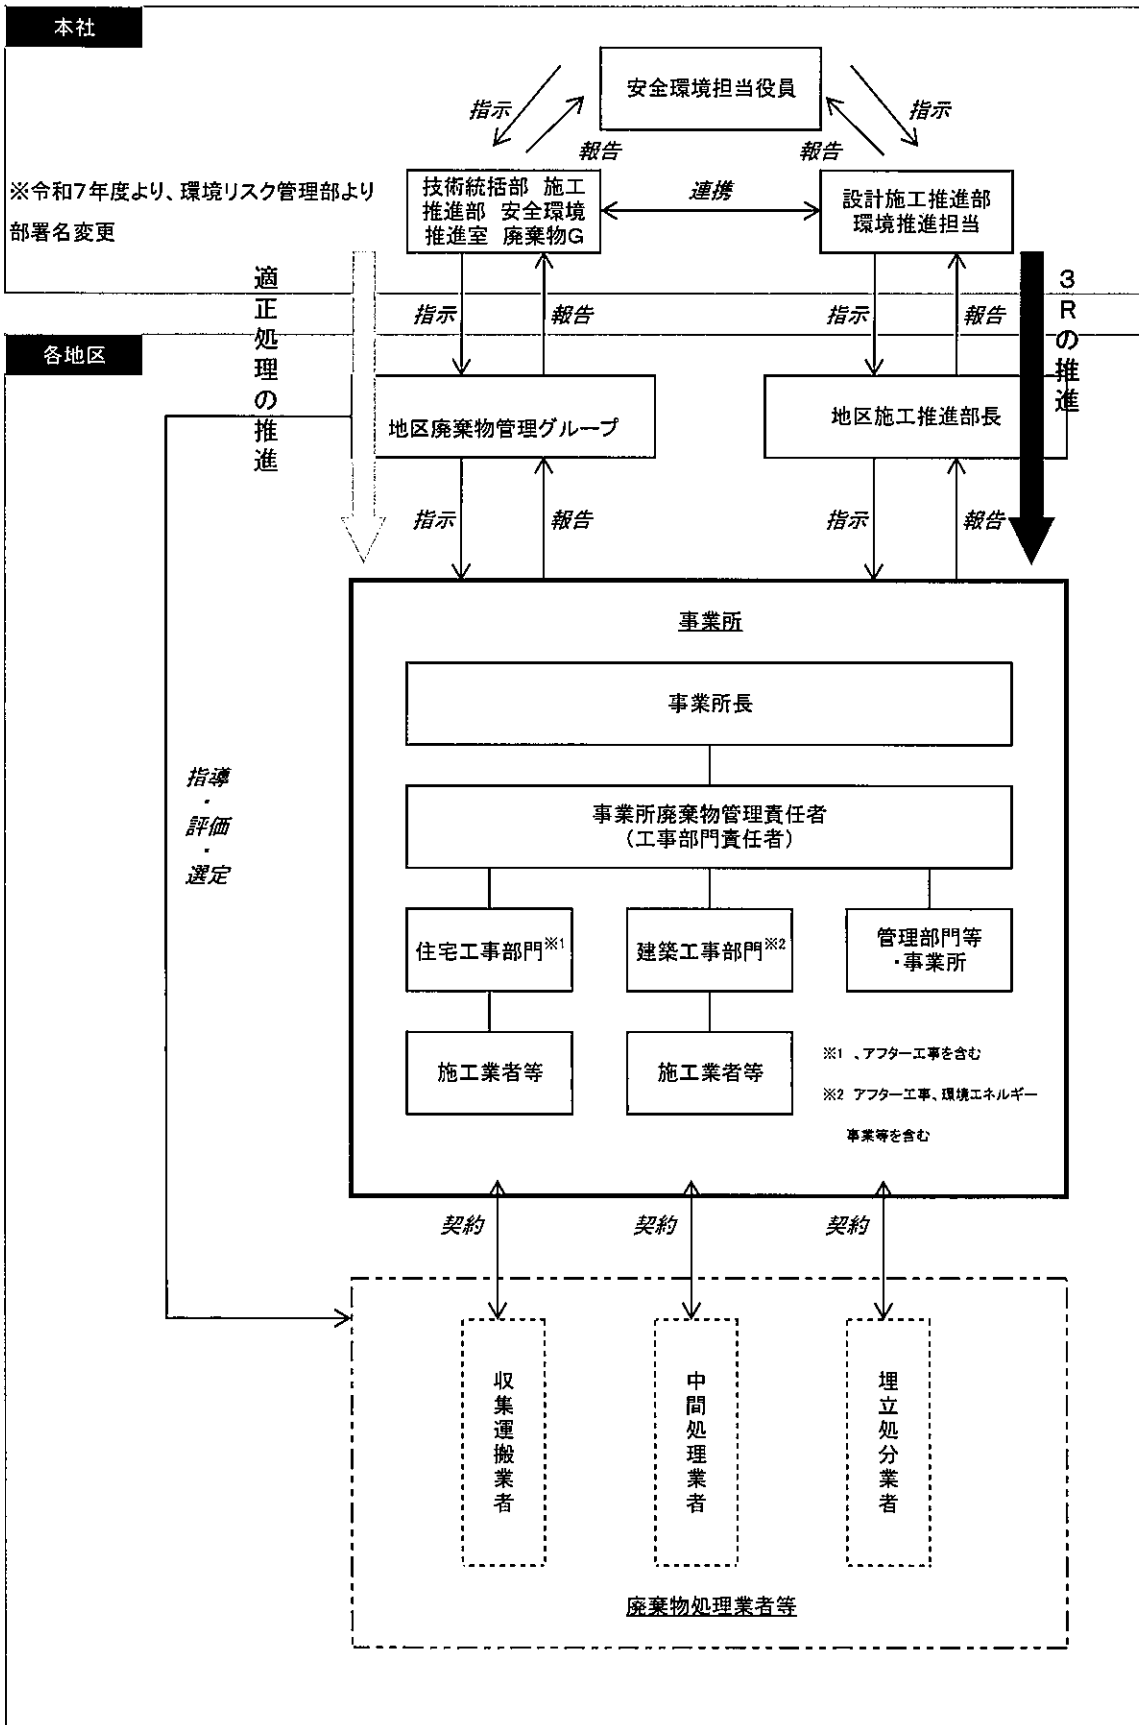 本社
安全環境担当役員
指示
報告
報告
指示
※令和7年度より、環境リスク管理部より
部署名変更
技術統括部 施工
推進部 安全環境
推進室 廃棄物G
連携
設計施工推進部
環境推進担当
適正処理の推進
指示
報告
指示
報告
3Rの推進
各地区
地区廃棄物管理グループ
地区施工推進部長
指示
報告
指示
報告
事業所
事業所長
事業所廃棄物管理責任者
（工事部門責任者）
指導
・
評価
・
選定
住宅工事部門※1
建築工事部門※2
管理部門等
・事業所
施工業者等
施工業者等
※1 、アフター工事を含む
※2 アフター工事、環境エネルギー
事業等を含む
契約
契約
契約
収集運搬業者
中間処理業者
埋立処分業者
廃棄物処理業者等